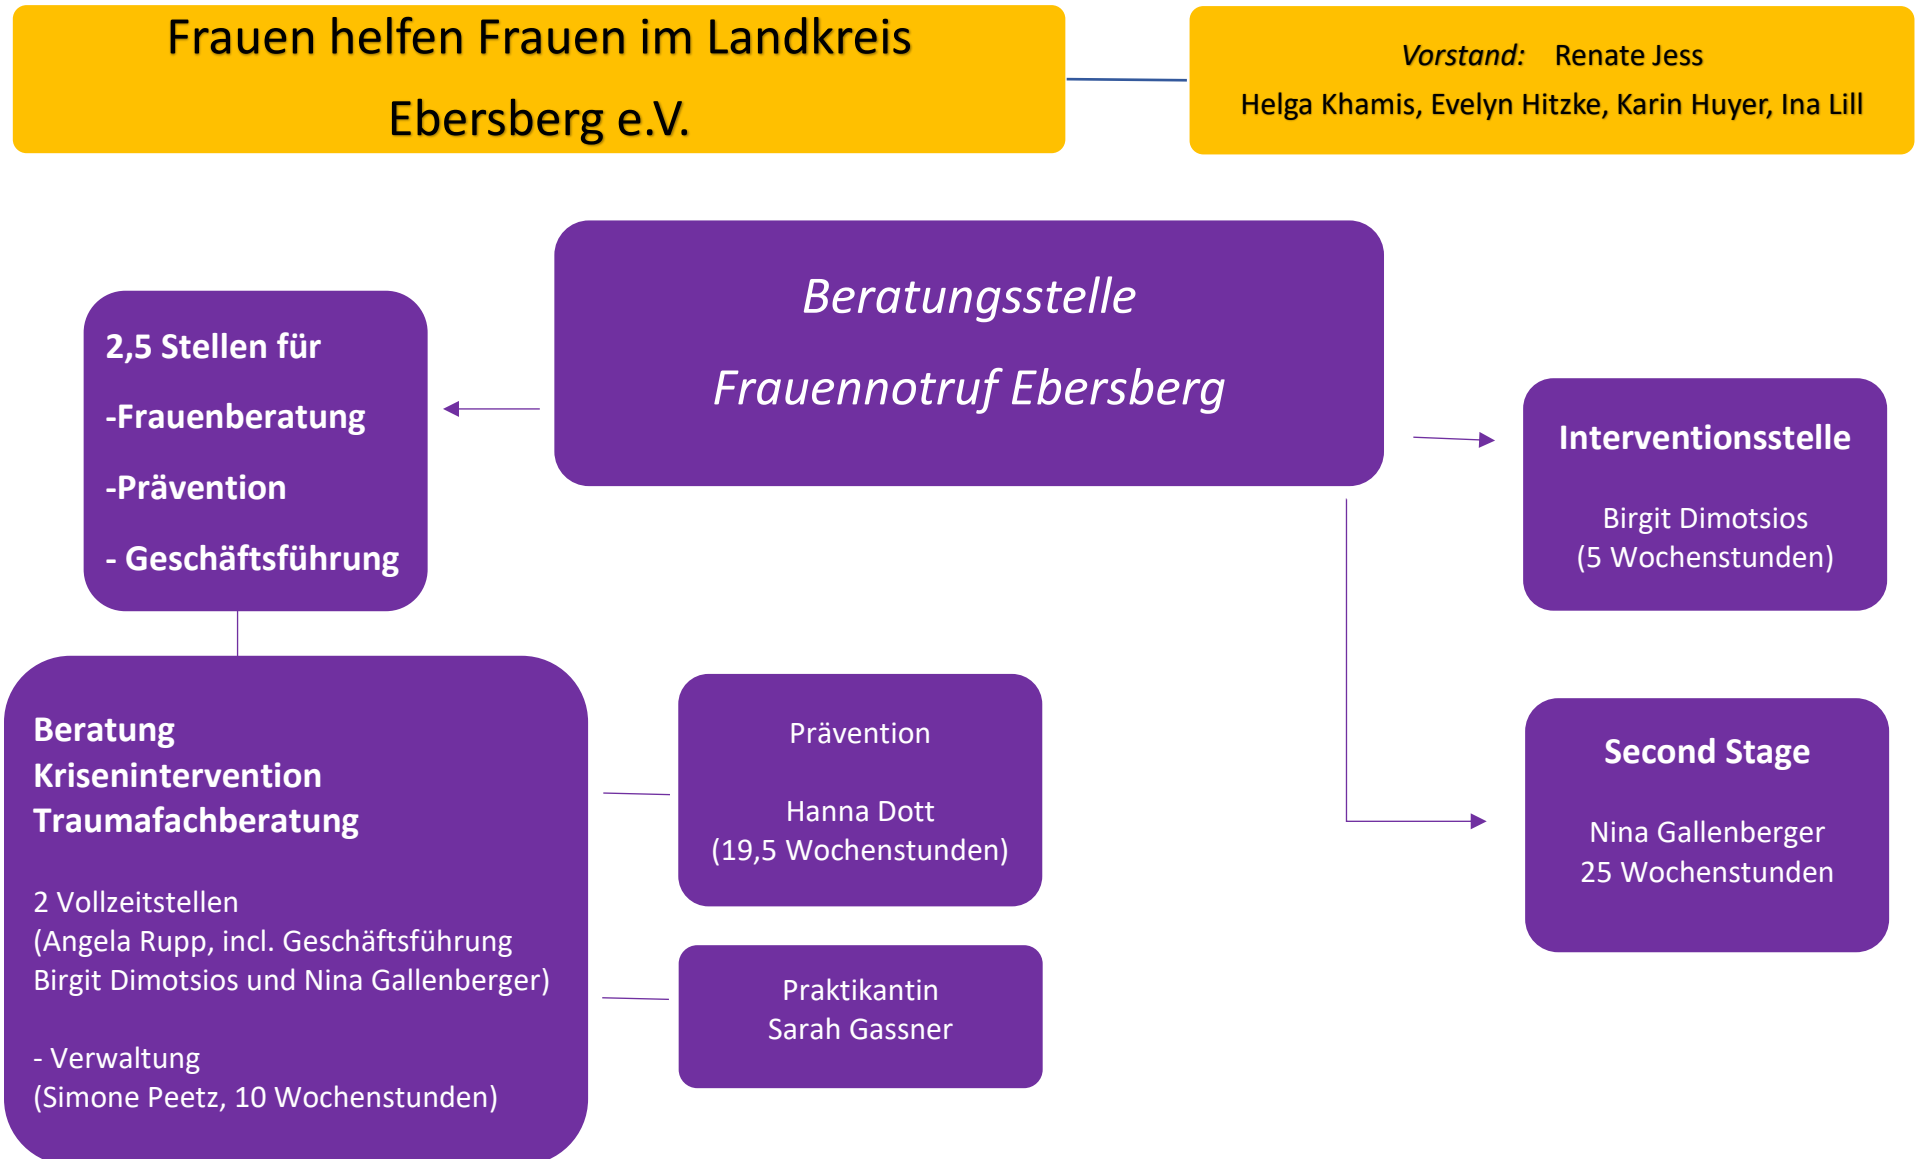 Frauen helfen Frauen im Landkreis
Ebersberg e.V.
Vorstand: Renate Jess
Helga Khamis, Evelyn Hitzke, Karin Huyer, Ina Lill
Beratungsstelle
Frauennotruf Ebersberg
2,5 Stellen für
-Frauenberatung
-Prävention
- Geschäftsführung
Interventionsstelle
Birgit Dimotsios
(5 Wochenstunden)
Beratung
Krisenintervention
Traumafachberatung
2 Vollzeitstellen
(Angela Rupp, incl. Geschäftsführung
Birgit Dimotsios und Nina Gallenberger)
- Verwaltung
(Simone Peetz, 10 Wochenstunden)
Prävention
Hanna Dott
(19,5 Wochenstunden)
Praktikantin
Sarah Gassner
Second Stage
Nina Gallenberger
25 Wochenstunden